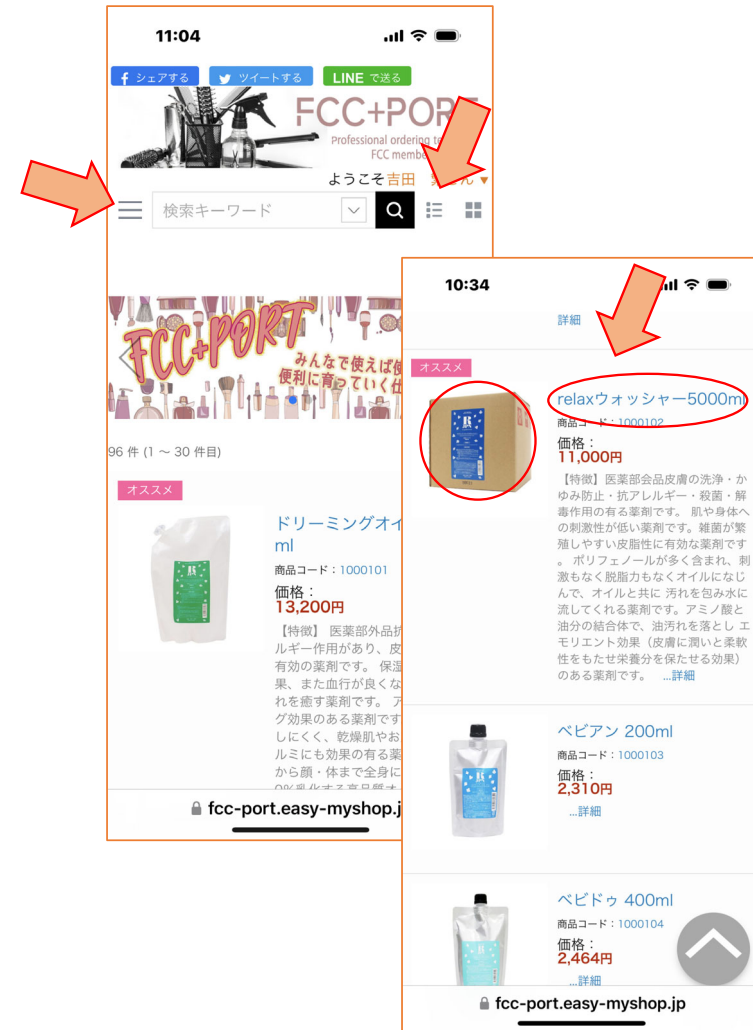 11:04
シェアする
ツイートする
LINE で送る
FCC+PORT
Professional ordering
FCC
ようこそ吉田
検索キーワード
FCC+PORT
みんなで使えば
便利に育っていく
96 件 (1 ～ 30 件目)
オススメ
ドリーミングオイ
ml
商品コード：1000101
価格：
13,200円
【特徴】 医薬部外品抗
ルギー作用があり、皮
有効の薬剤です。 保湿
果、また血行が良くな
れを癒す薬剤です。 ア
グ効果のある薬剤です
しにくく、乾燥肌やお
ルミにも効果の有る薬
から顔・体まで全身に
fcc-port.easy-myshop.j
10:34
詳細
オススメ
relaxウォッシャー5000ml
商品コード：1000102
価格：
11,000円
【特徴】医薬部会品皮膚の洗浄・か
ゆみ防止・抗アレルギー・殺菌・解
毒作用の有る薬剤です。 肌や身体へ
の刺激性が低い薬剤です。雑菌が繁
殖しやすい皮脂性に有効な薬剤です
。 ポリフェノールが多く含まれ、刺
激もなく脱脂力もなくオイルになじ
んで、オイルと共に 汚れを包み水に
流してくれる薬剤です。アミノ酸と
油分の結合体で、油汚れを落とし エ
モリエント効果（皮膚に潤いと柔軟
性をもたせ栄養分を保たせる効果）
のある薬剤です。 ...詳細
ベビアン 200ml
商品コード：1000103
価格：
2,310円
...詳細
ベビドゥ 400ml
商品コード：1000104
価格：
2,464円
...詳細
fcc-port.easy-myshop.jp